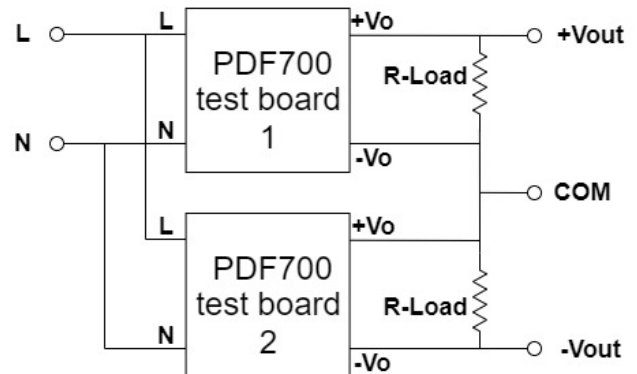 L L +Vo +Vout
PDF700
test board
1
R-Load
N N -Vo
COM
L +Vo
PDF700
test board
2
R-Load
N -Vo -Vout